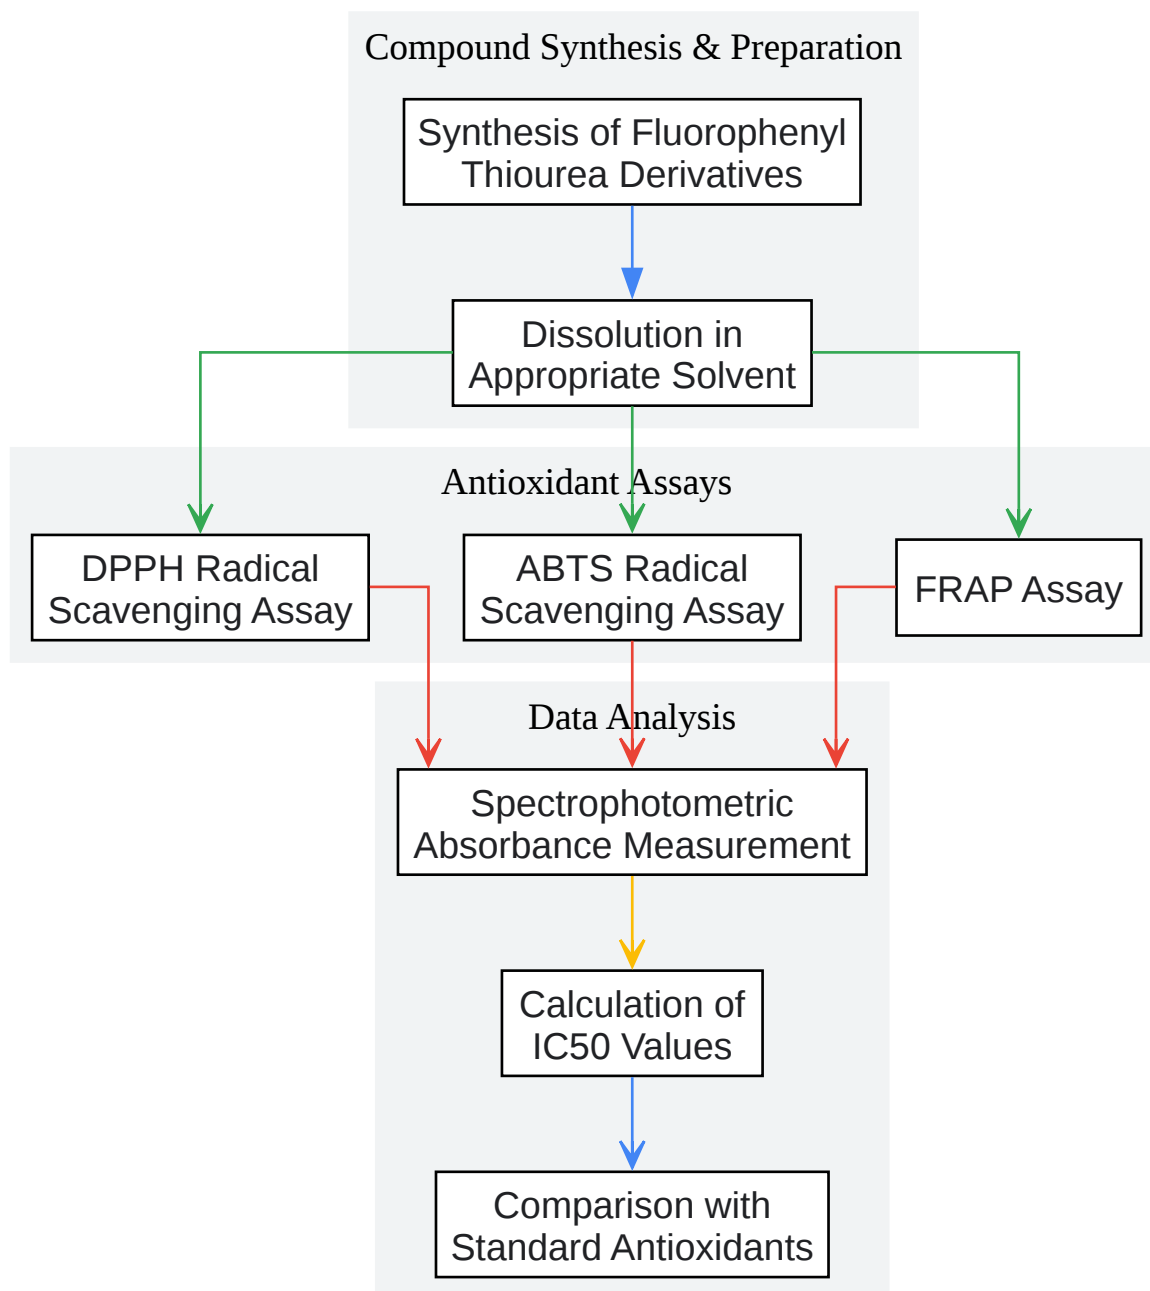 Compound Synthesis & Preparation
Synthesis of Fluorophenyl
Thiourea Derivatives
Dissolution in
Appropriate Solvent
Antioxidant Assays
DPPH Radical
Scavenging Assay
ABTS Radical
Scavenging Assay
FRAP Assay
Data Analysis
Spectrophotometric
Absorbance Measurement
Calculation of
IC50 Values
Comparison with
Standard Antioxidants